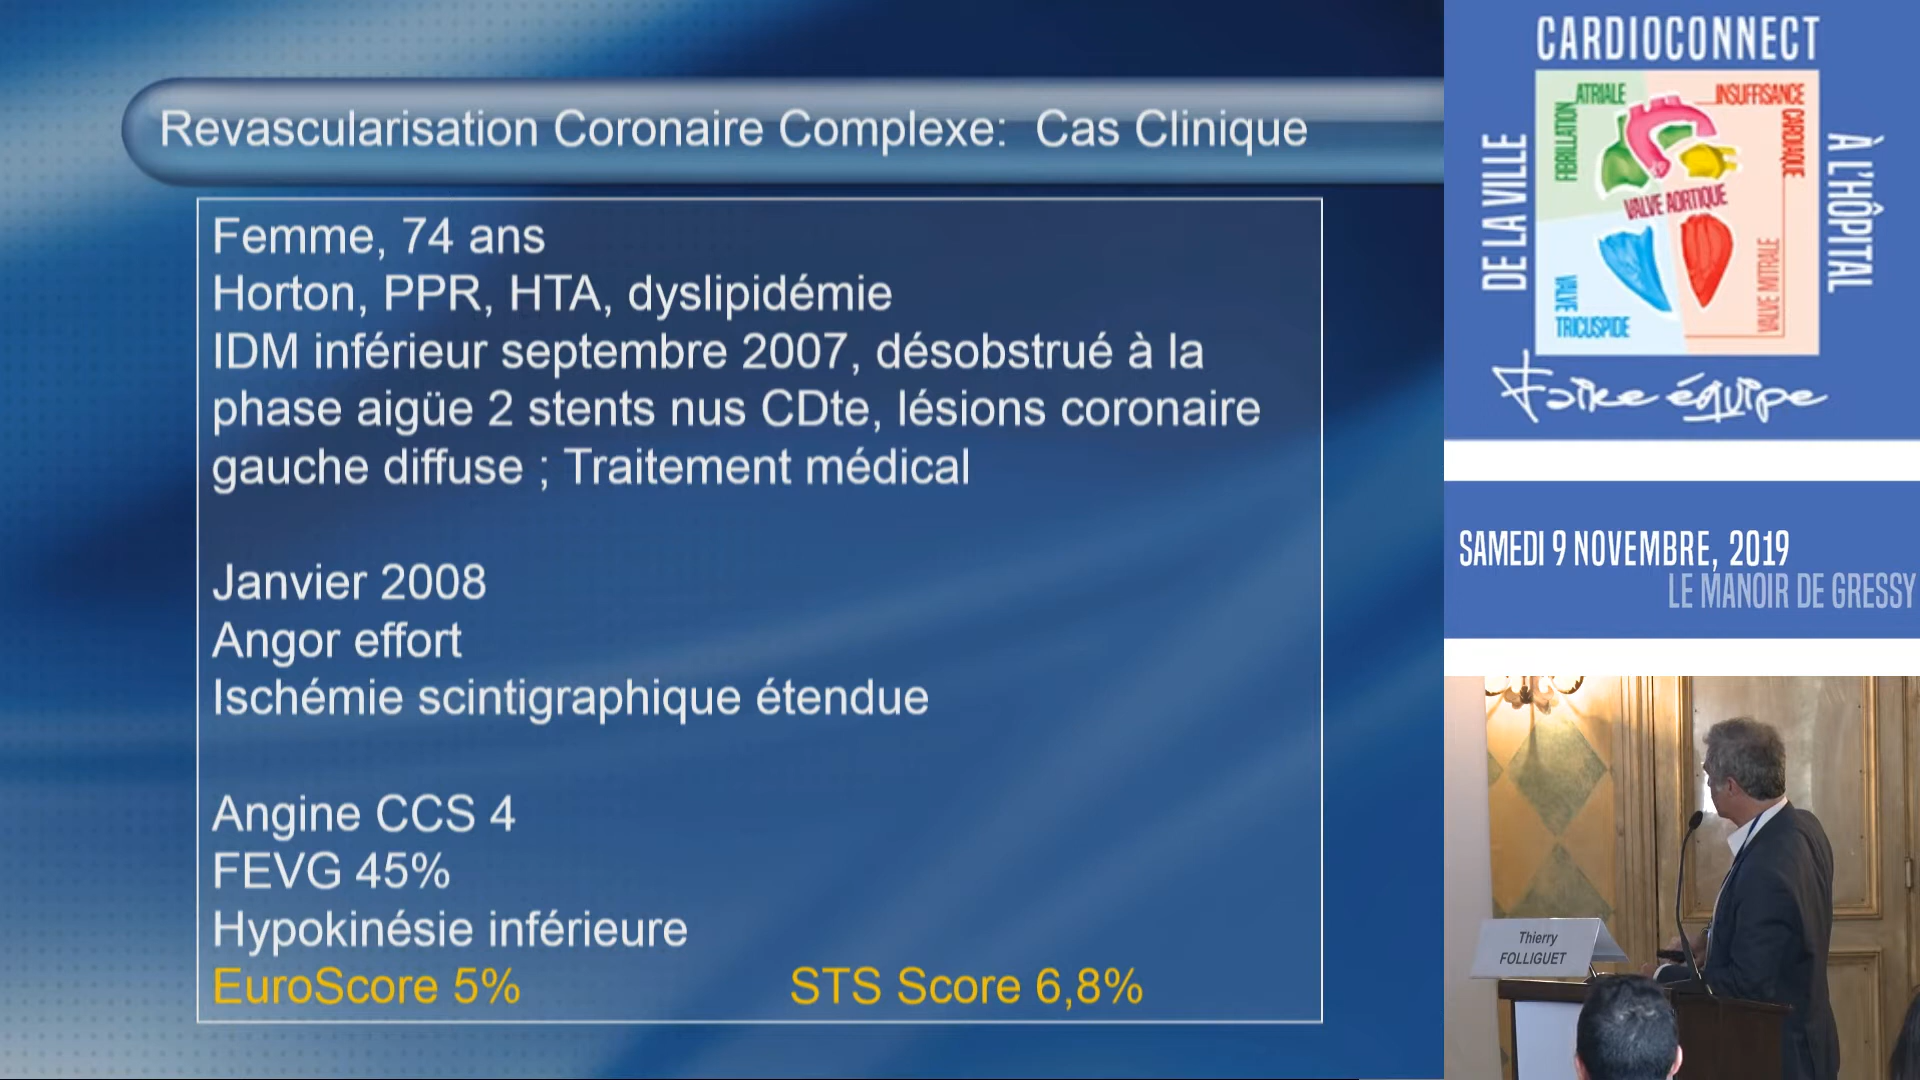 Revascularisation Coronaire Complexe: Cas Clinique
Femme, 74 ans
Horton, PPR, HTA, dyslipidémie
IDM inférieur septembre 2007, désobstrué à la
phase aigüe 2 stents nus CDte, lésions coronaire
gauche diffuse ; Traitement médical
Janvier 2008
Angor effort
Ischémie scintigraphique étendue
Angine CCS 4
FEVG 45%
Hypokinésie inférieure
EuroScore 5% STS Score 6,8%
CARDIOCONNECT
DE LA VILLE
À L'HÔPITAL
FIBRILLATION
ATRIALE
INSUFFISANCE
CARDIAQUE
VALVE AORTIQUE
VALVE
TRICUSPIDE
VALVE MITRALE
Faire équipe
SAMEDI 9 NOVEMBRE, 2019
LE MANOIR DE GRESSY
Thierry
FOLLIGUET